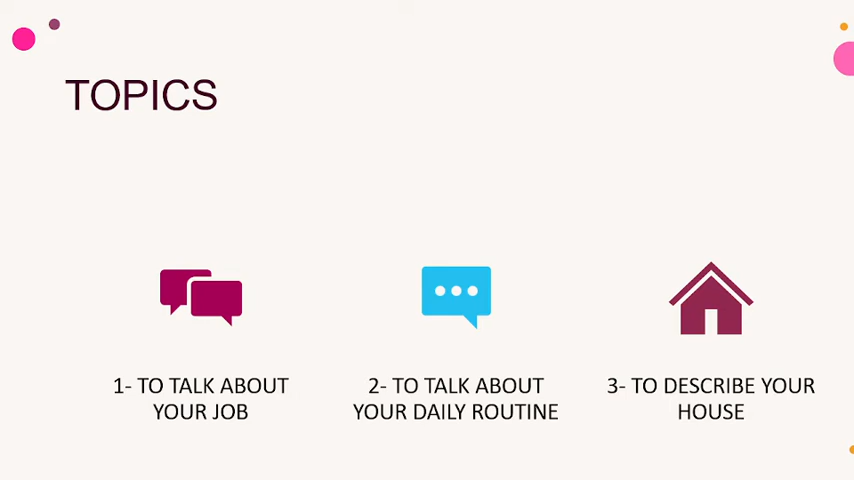 TOPICS
1- TO TALK ABOUT
YOUR JOB
2- TO TALK ABOUT
YOUR DAILY ROUTINE
3- TO DESCRIBE YOUR
HOUSE